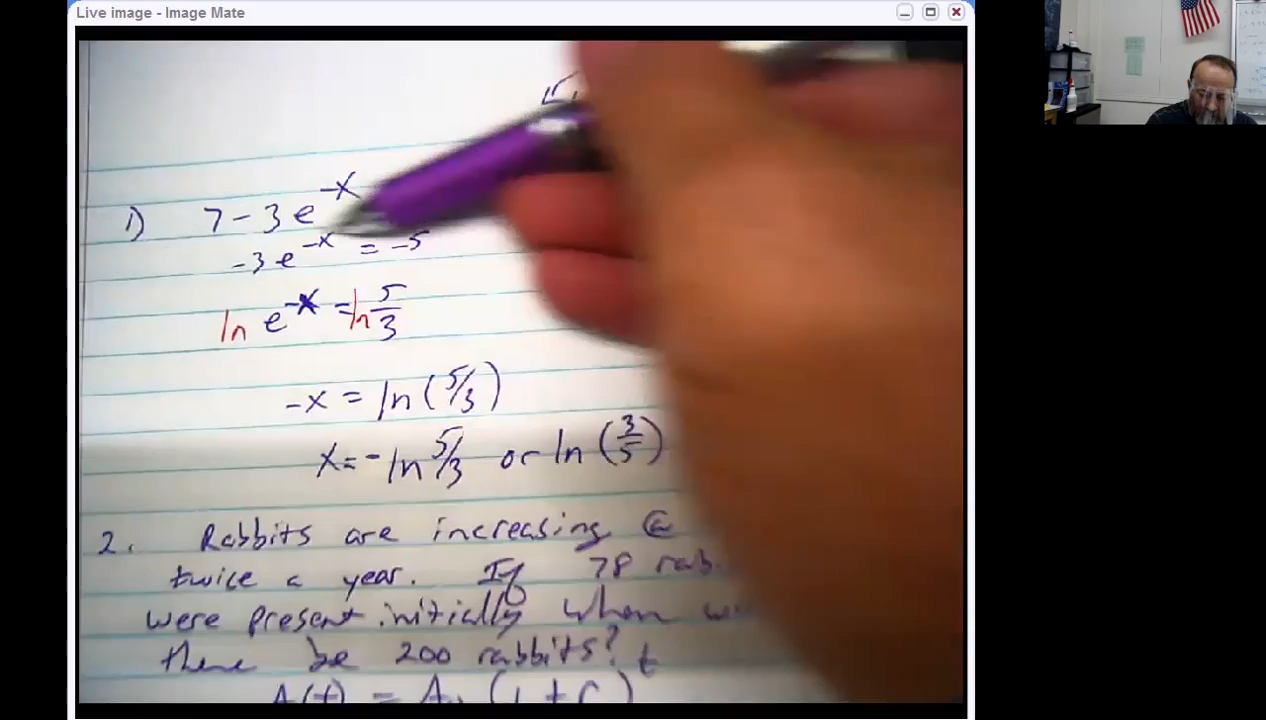 Live image - Image Mate
1) 7 - 3e^-x
-3e^-x = -5
ln e^-x = ln 5/3
-x = ln (5/3)
x = - ln 5/3 or ln (3/5)
2. Rabbits are increasing @
twice a year. If 78 rab
were present initially when
there be 200 rabbits?
A(t) = A (1 + r)^t